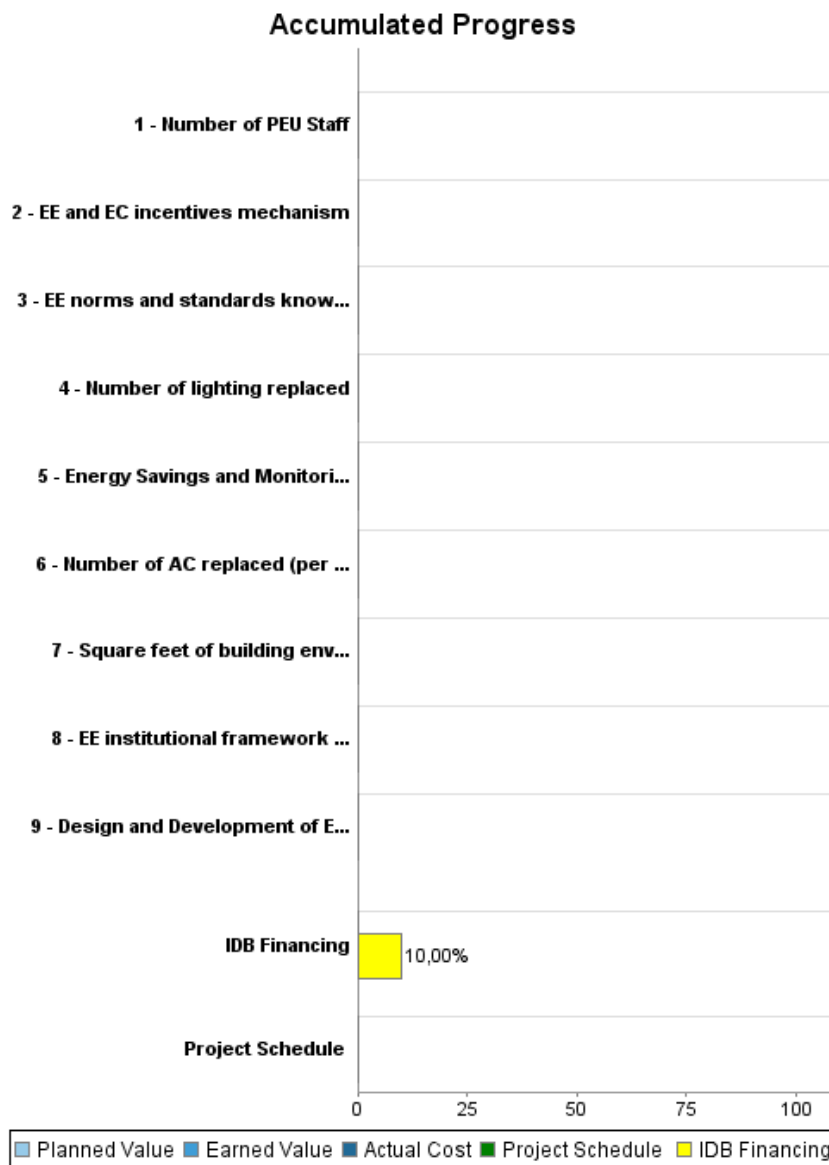 Accumulated Progress
1 - Number of PEU Staff
2 - EE and EC incentives mechanism
3 - EE norms and standards know...
4 - Number of lighting replaced
5 - Energy Savings and Monitori...
6 - Number of AC replaced (per ...
7 - Square feet of building env...
8 - EE institutional framework ...
9 - Design and Development of E...
IDB Financing 10,00%
Project Schedule
0 25 50 75 100
Planned Value Earned Value Actual Cost Project Schedule IDB Financing